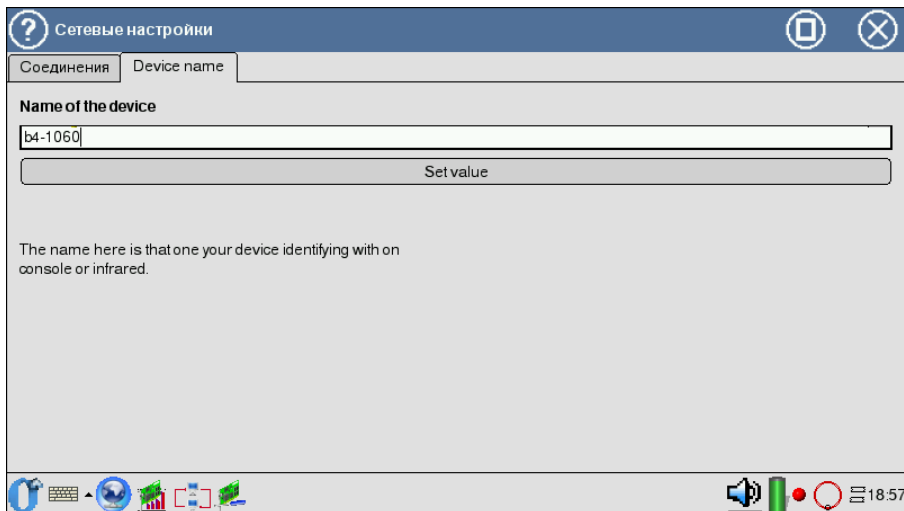 Сетевые настройки
Соединения
Device name
Name of the device
b4-1060
Set value
The name here is that one your device identifying with on
console or infrared.
18:57